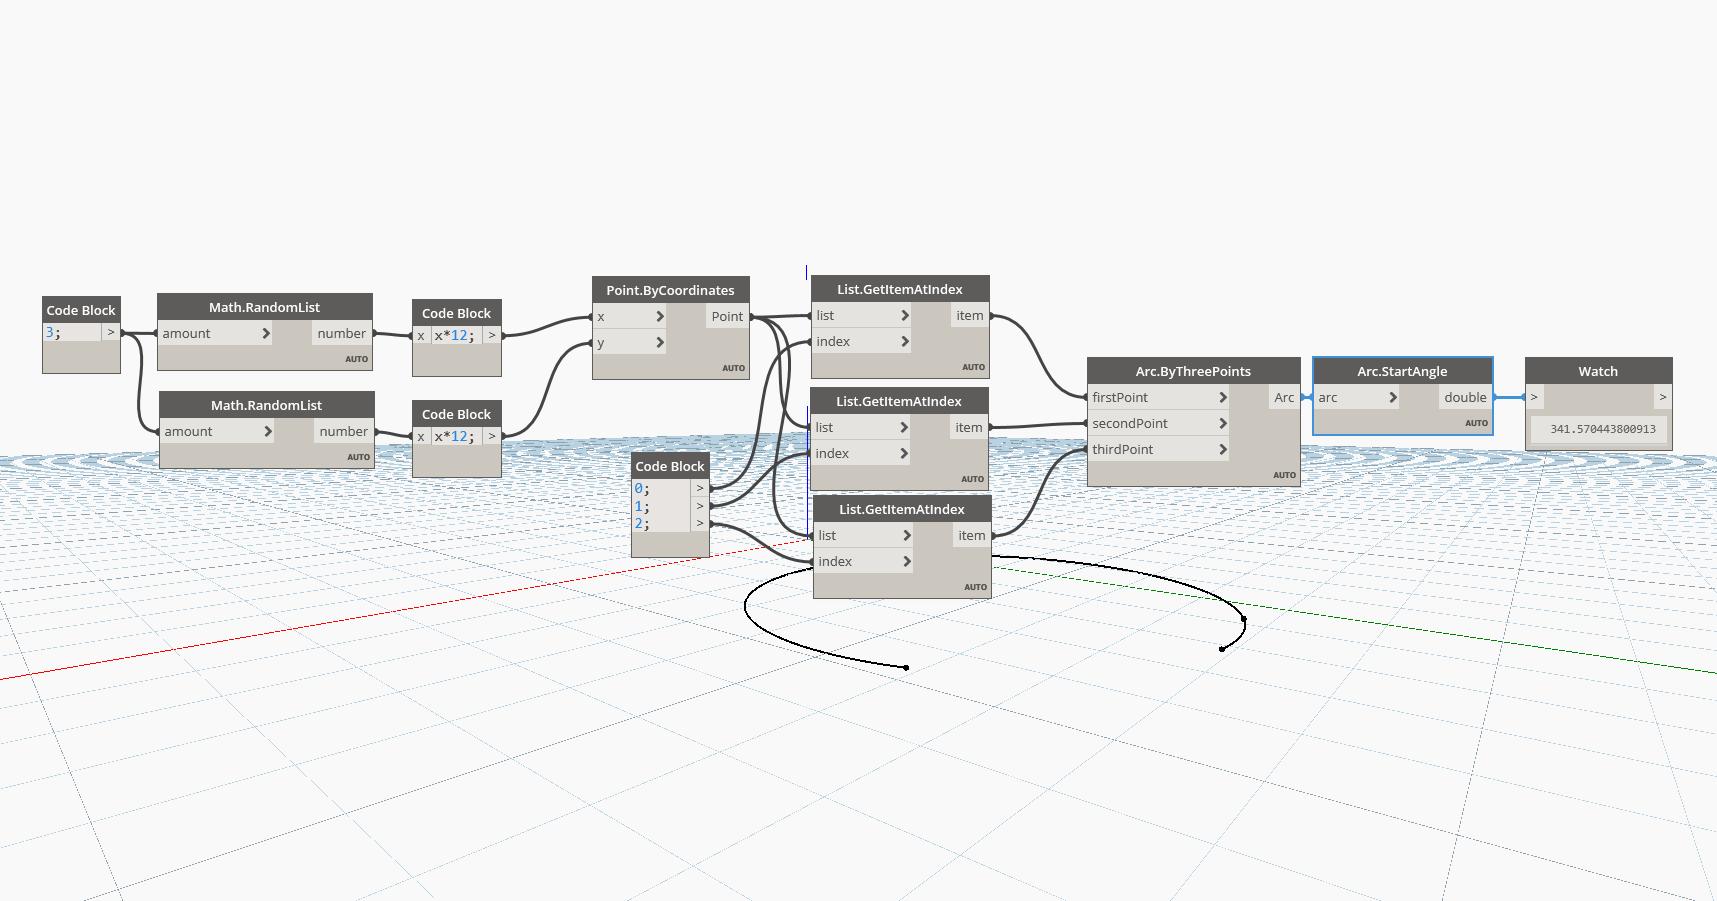 Code Block
3; >
Math.RandomList
amount > number
AUTO
Math.RandomList
amount > number
AUTO
Code Block
x x*12; >
Code Block
x x*12; >
Point.ByCoordinates
x > Point
y >
AUTO
Code Block
0; >
1; >
2; >
List.GetItemAtIndex
list > item
index >
AUTO
List.GetItemAtIndex
list > item
index >
AUTO
List.GetItemAtIndex
list > item
index >
AUTO
Arc.ByThreePoints
firstPoint > Arc
secondPoint >
thirdPoint >
AUTO
Arc.StartAngle
arc > double
AUTO
Watch
> >
341.570443800913